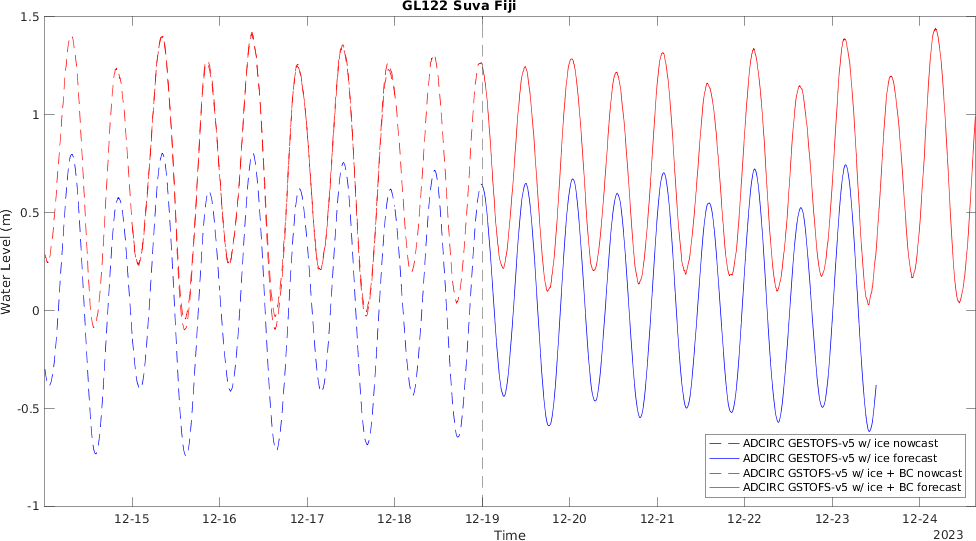 GL122 Suva Fiji
1.5
1
0.5
0
-0.5
-1
Water Level (m)
12-15 12-16 12-17 12-18 12-19 12-20 12-21 12-22 12-23 12-24
Time
2023
ADCIRC GESTOFS-v5 w/ ice nowcast
ADCIRC GESTOFS-v5 w/ ice forecast
ADCIRC GSTOFS-v5 w/ ice + BC nowcast
ADCIRC GSTOFS-v5 w/ ice + BC forecast